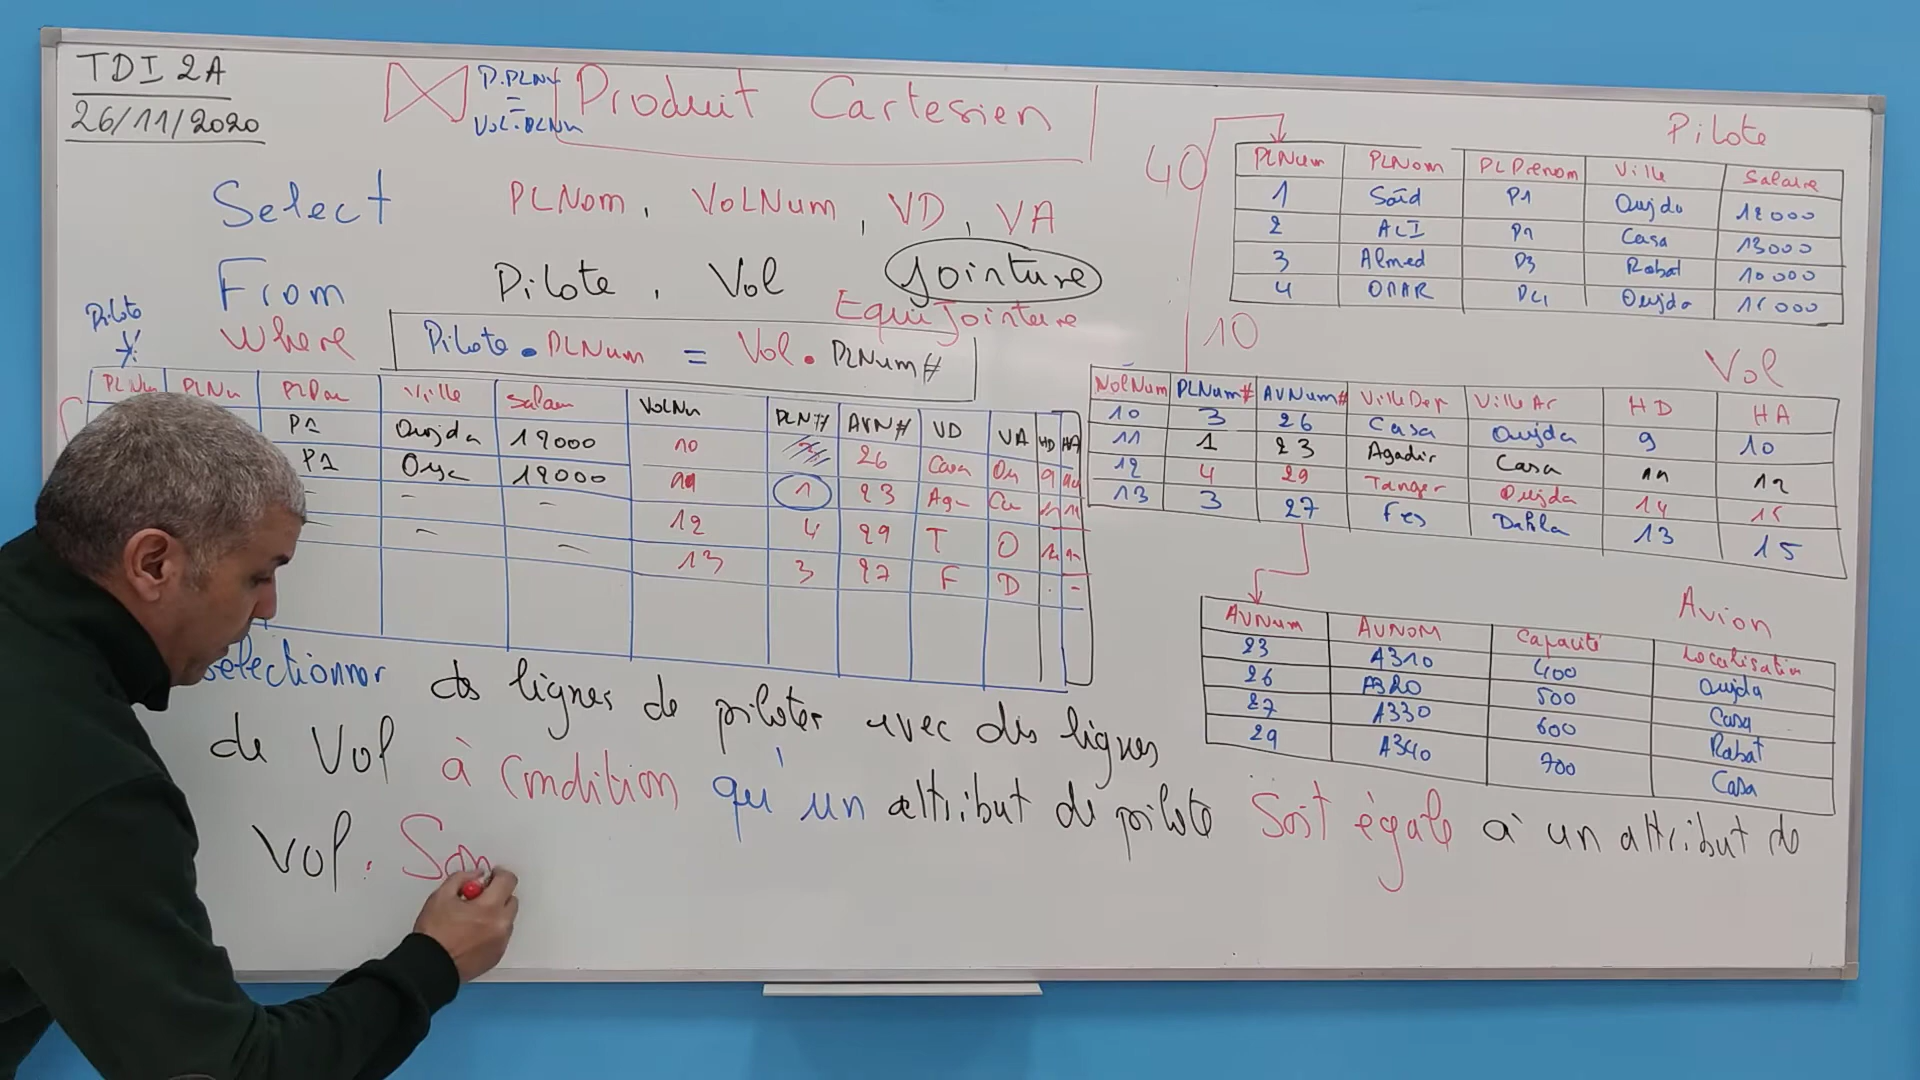 TDI 2A
26/11/2020
Produit Cartesien
Select PLNom, VOLNum, VD, VA
From Pilote, Vol Jointure
Equi Jointure
Where Pilote.PLNum = Vol.PLNum#
Pilote
Ville Salaire VOLNu PLN# AVN# VD VA HD HA
P1 Oujda 12000 10 26 Casa Ou 9
P1 12000 11 1 23 Aga Ca
12 4 29 T O
13 3 27 F D
Selectionner des lignes de pilotes avec des lignes
de Vol à Condition qu'un attribut de pilote Soit égale à un attribut de
Vol. San
40
Pilote
PLNum PLNom PLPrenom Ville Salaire
1 Saïd P1 Oujda 12000
2 ALI Casa 13000
3 Ahmed P3 Rabat 10000
4 OMAR P4 Oujda
10
Vol
VolNum PLNum# AVNum# VilleDep VilleAr HD HA
10 3 26 Casa Oujda 9 10
11 1 23 Agadir Casa 11 12
12 4 29 Tanger Oujda 14 15
13 3 27 Fes Dakhla 13 15
Avion
AVNum AVNOM Capacité Localisation
23 A310 400 Oujda
26 A320 500 Casa
27 A330 600 Rabat
29 A340 700 Casa